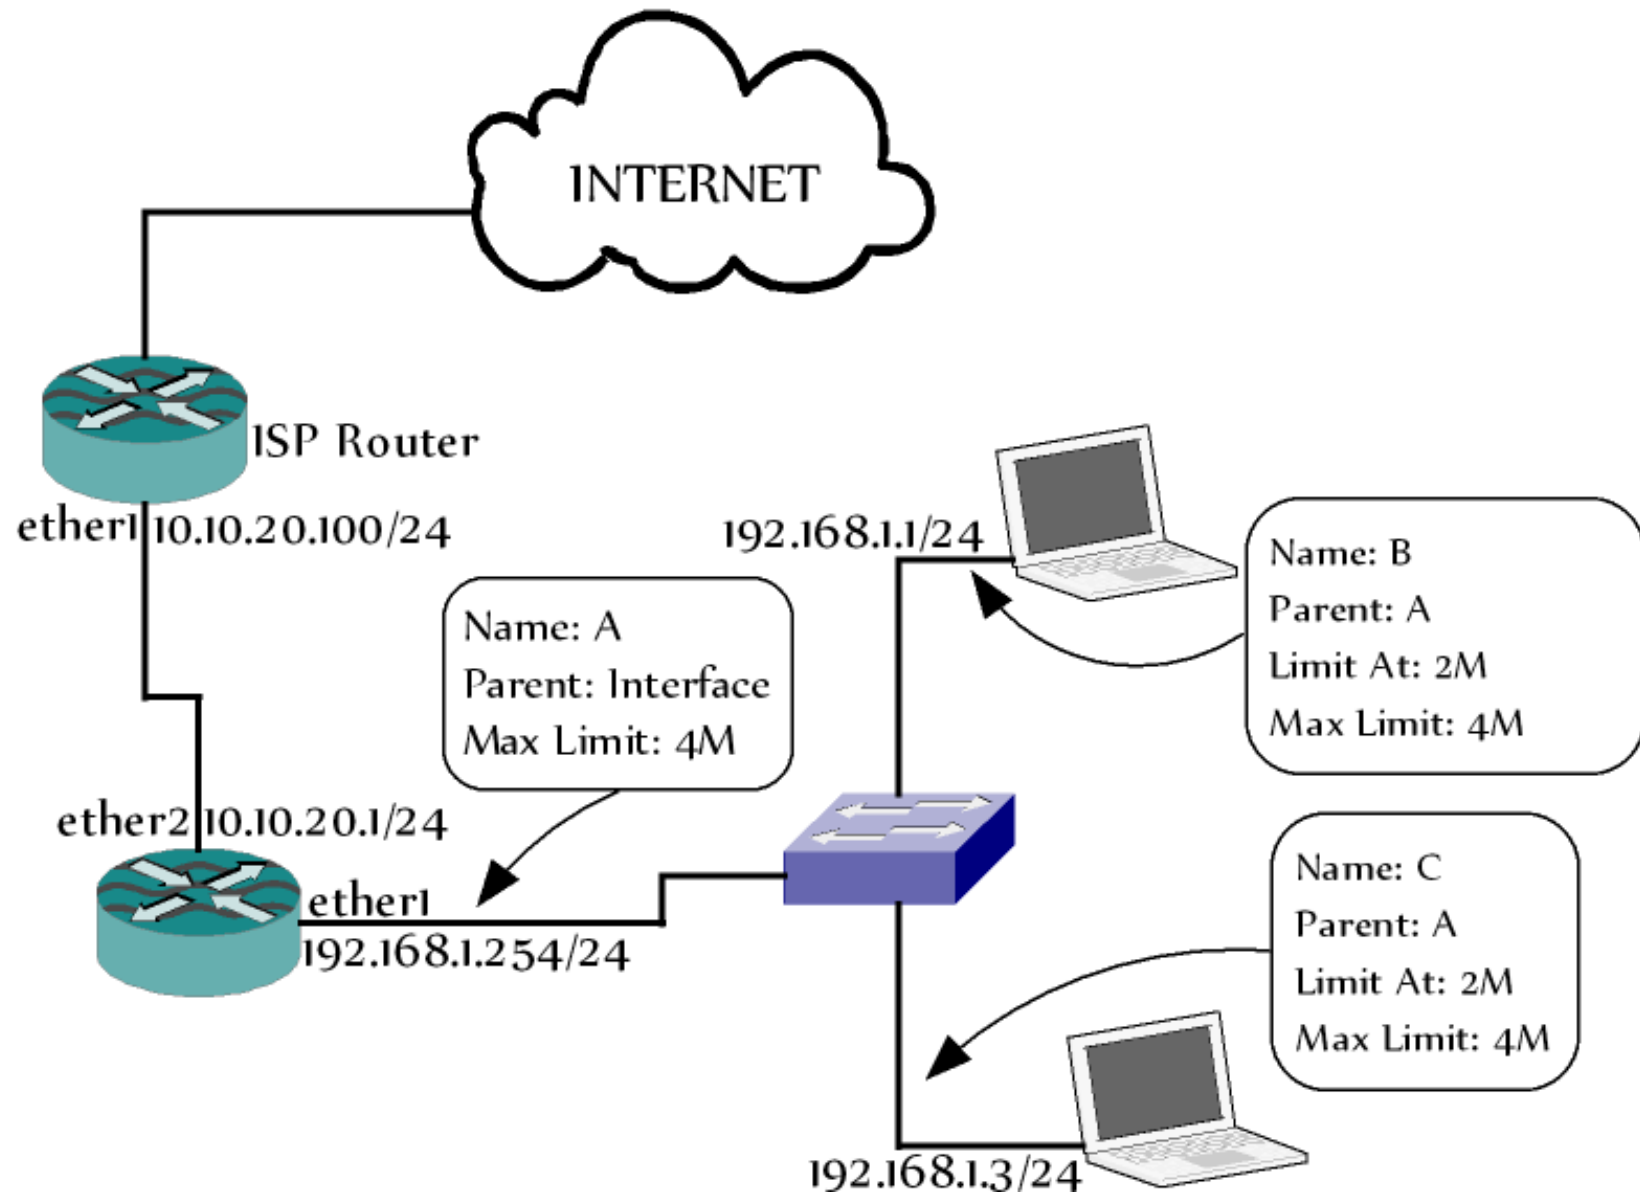 INTERNET
ISP Router
ether1 10.10.20.100/24
192.168.1.1/24
Name: B
Parent: A
Limit At: 2M
Max Limit: 4M
Name: A
Parent: Interface
Max Limit: 4M
ether2 10.10.20.1/24
ether1
192.168.1.254/24
Name: C
Parent: A
Limit At: 2M
Max Limit: 4M
192.168.1.3/24